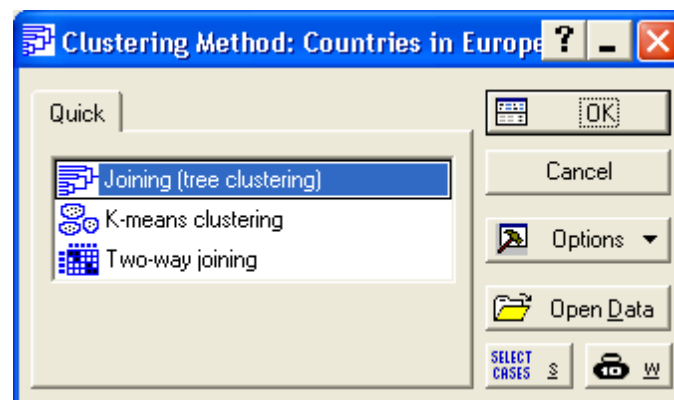 Clustering Method: Countries in Europe ?
Quick
Joining (tree clustering)
K-means clustering
Two-way joining
OK
Cancel
Options
Open Data
SELECT CASES S
W